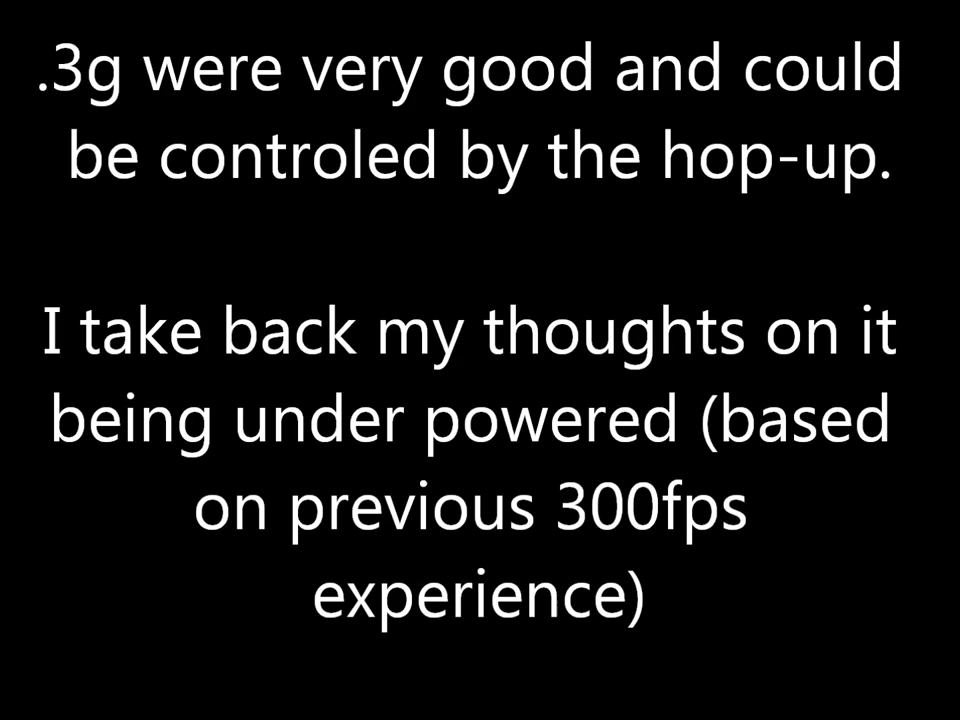 .3g were very good and could
be controled by the hop-up.
I take back my thoughts on it
being under powered (based
on previous 300fps
experience)